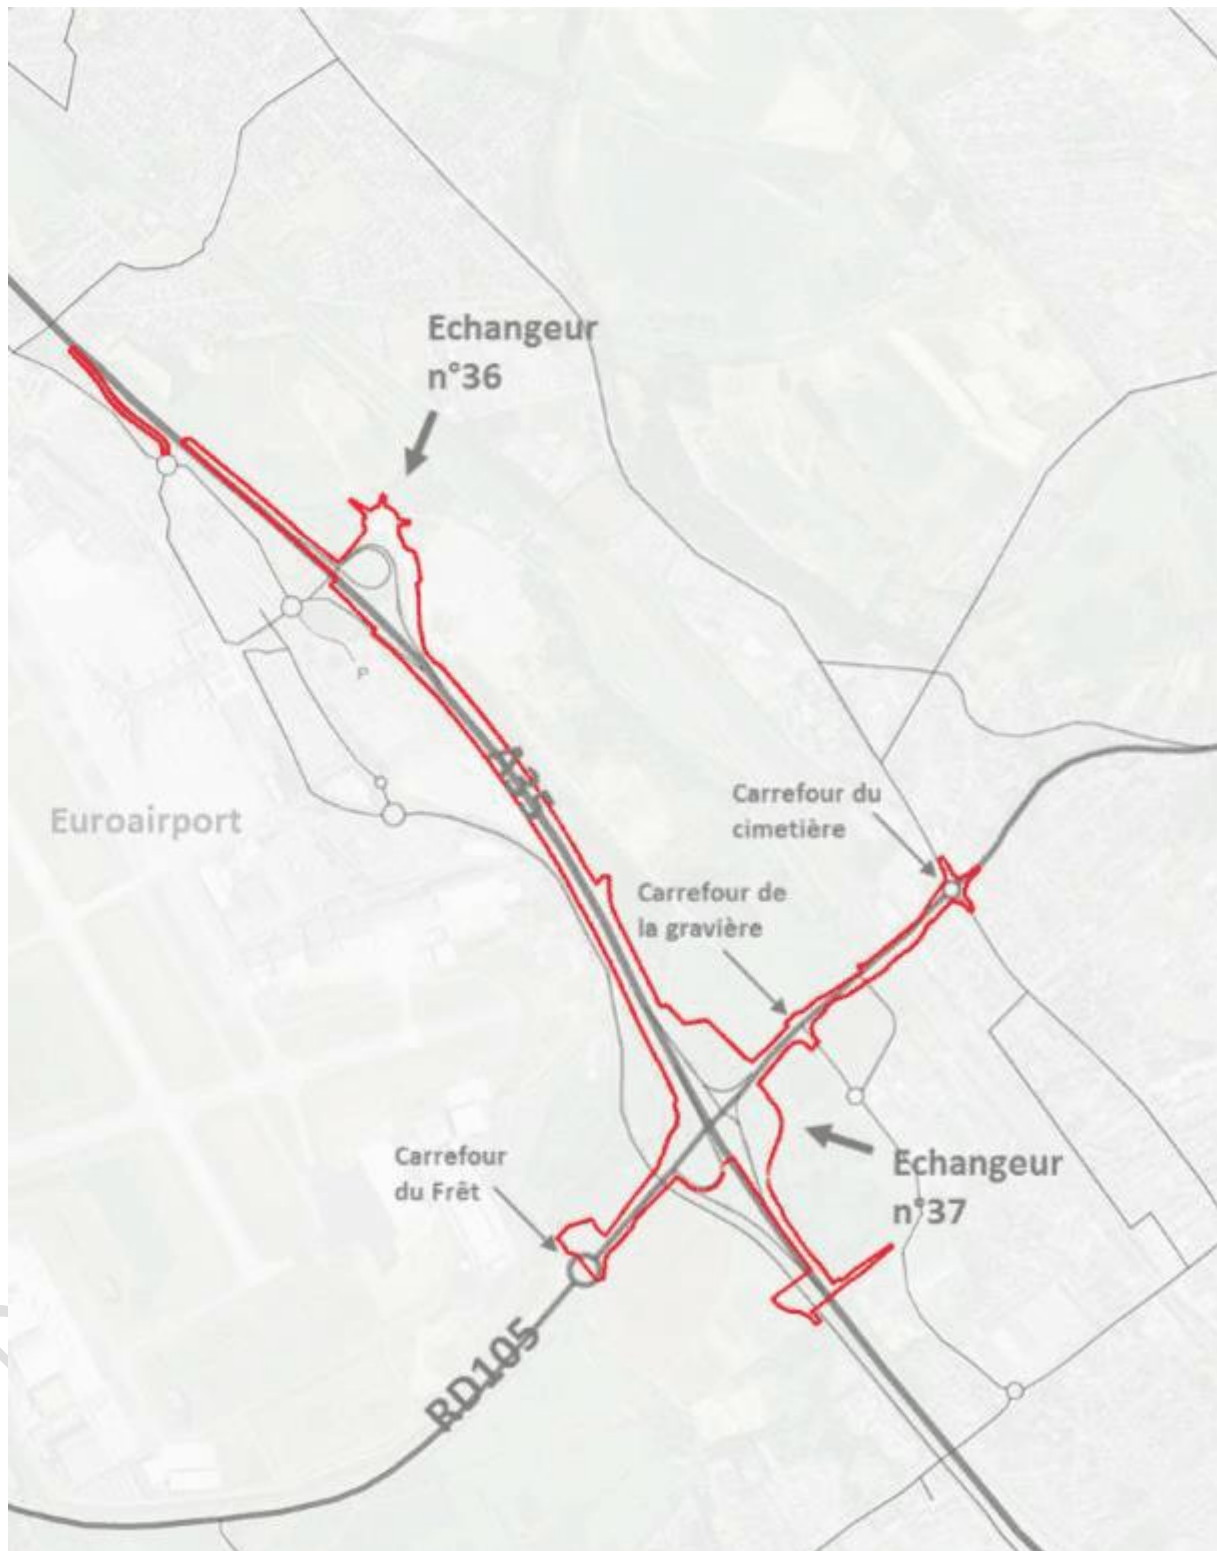 Echangeur
n°36
P
A35
Euroairport
Carrefour du
cimetière
Carrefour de
la gravière
Carrefour
du Frêt
Echangeur
n°37
RD105